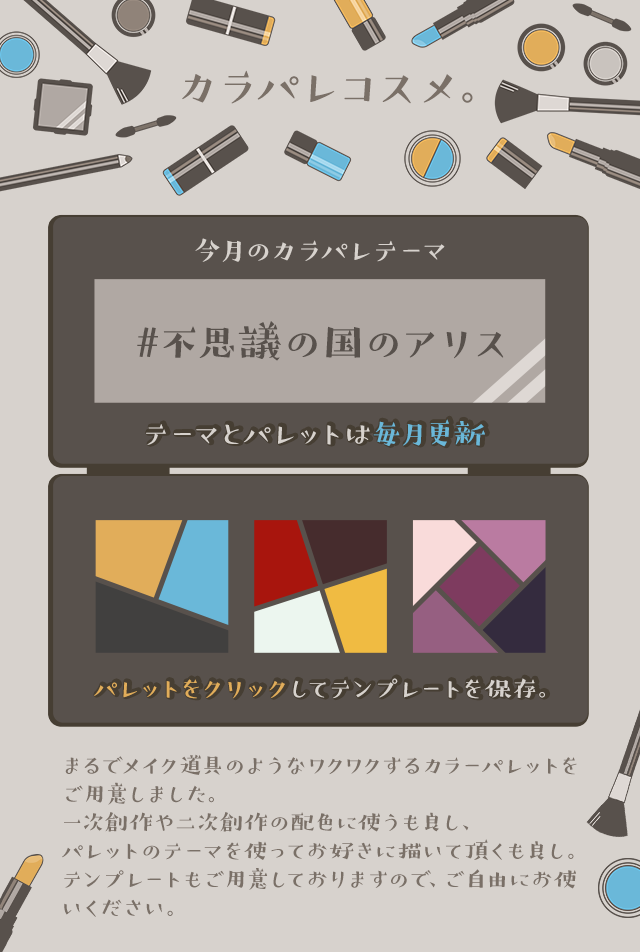 カラパレコスメ。
今月のカラパレテーマ
#不思議の国のアリス
テーマとパレットは毎月更新
パレットをクリックしてテンプレートを保存。
まるでメイク道具のようなワクワクするカラーパレットを
ご用意しました。
一次創作や二次創作の配色に使うも良し、
パレットのテーマを使ってお好きに描いて頂くも良し。
テンプレートもご用意しておりますので、ご自由にお使
いください。